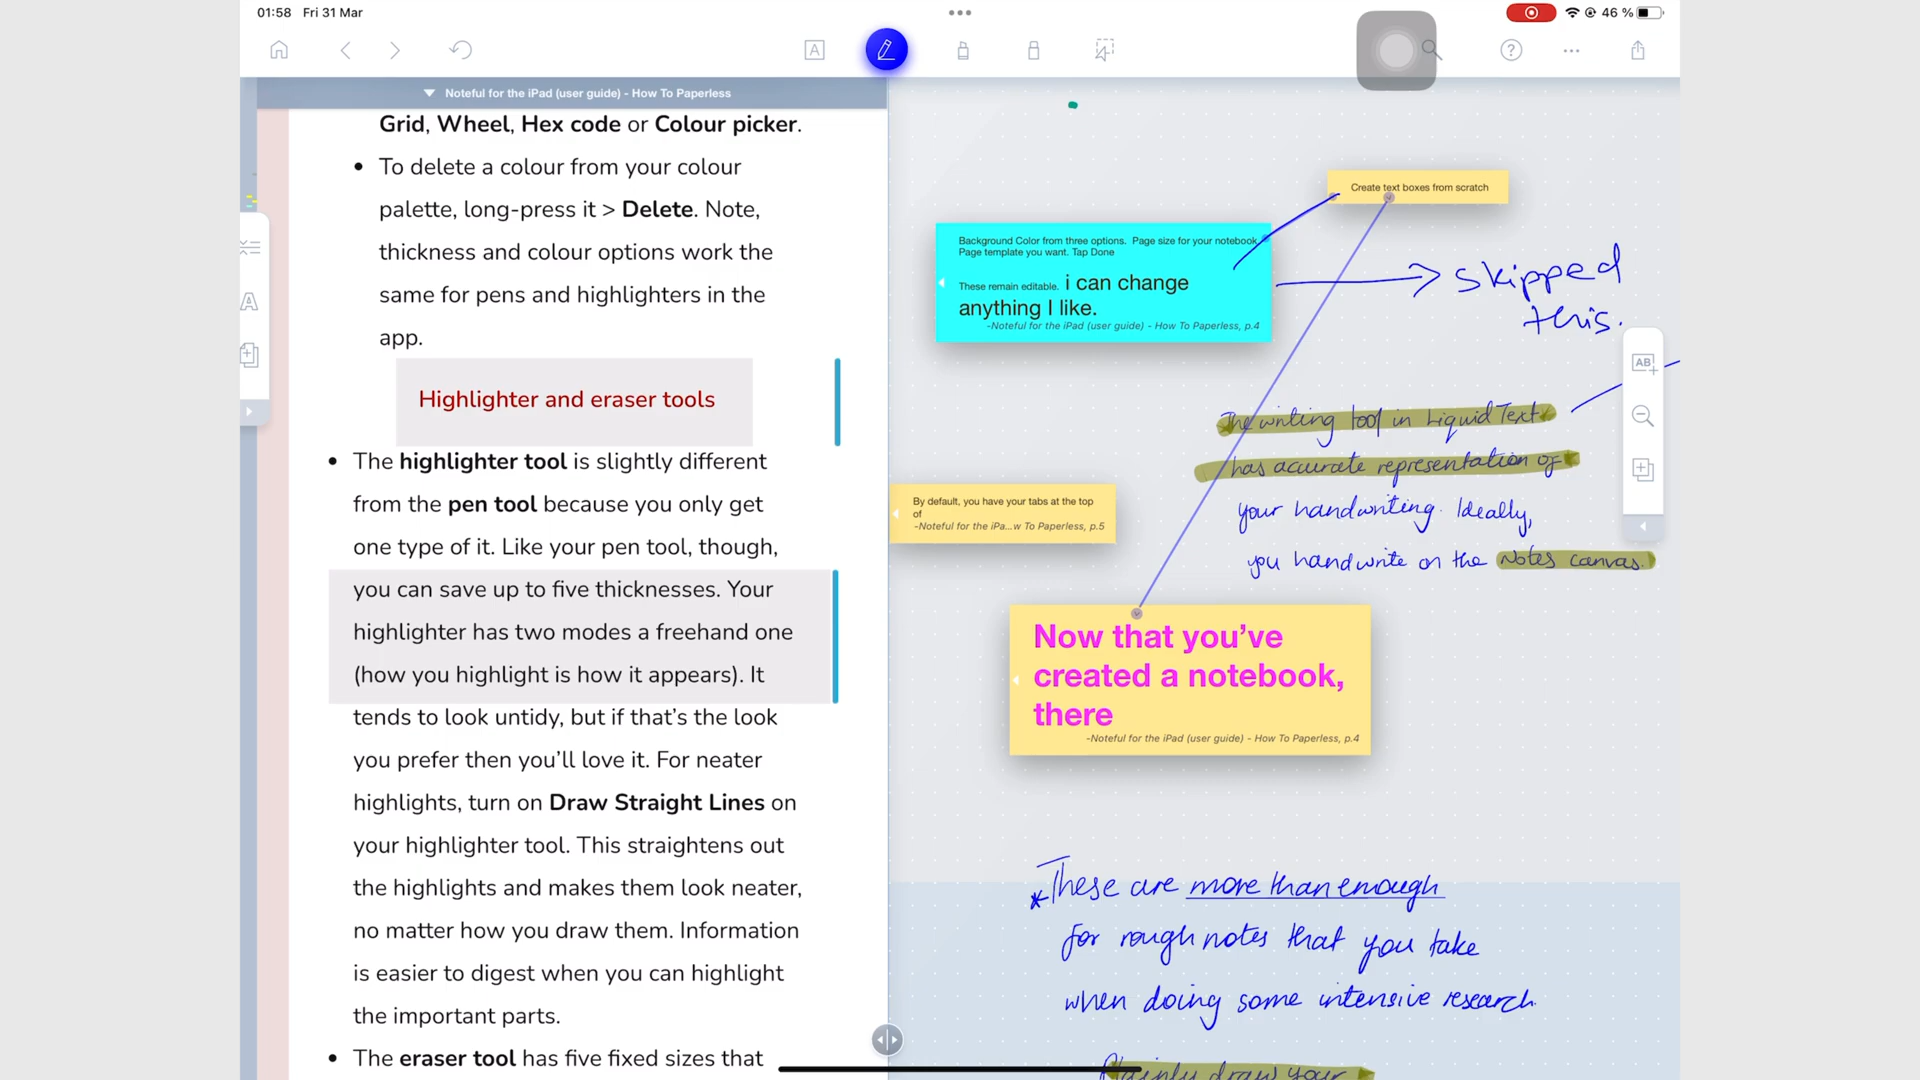 01:58 Fri 31 Mar
46 %
A
Noteful for the iPad (user guide) - How To Paperless
Grid, Wheel, Hex code or Colour picker.
• To delete a colour from your colour
palette, long-press it > Delete. Note,
thickness and colour options work the
same for pens and highlighters in the
app.
Highlighter and eraser tools
• The highlighter tool is slightly different
from the pen tool because you only get
one type of it. Like your pen tool, though,
you can save up to five thicknesses. Your
highlighter has two modes a freehand one
(how you highlight is how it appears). It
tends to look untidy, but if that's the look
you prefer then you'll love it. For neater
highlights, turn on Draw Straight Lines on
your highlighter tool. This straightens out
the highlights and makes them look neater,
no matter how you draw them. Information
is easier to digest when you can highlight
the important parts.
• The eraser tool has five fixed sizes that
Create text boxes from scratch
Background Color from three options. Page size for your notebook
Page template you want. Tap Done
These remain editable. i can change
anything I like.
-Noteful for the iPad (user guide) - How To Paperless, p.4
skipped
this.
AB
The writing tool in Liquid Text
has accurate representation of
your handwriting. Ideally,
you handwrite on the Notes canvas.
By default, you have your tabs at the top
of
-Noteful for the iPa...w To Paperless, p.5
Now that you've
created a notebook,
there
-Noteful for the iPad (user guide) - How To Paperless, p.4
*These are more than enough
for rough notes that you take
when doing some intensive research.
Plainly draw your